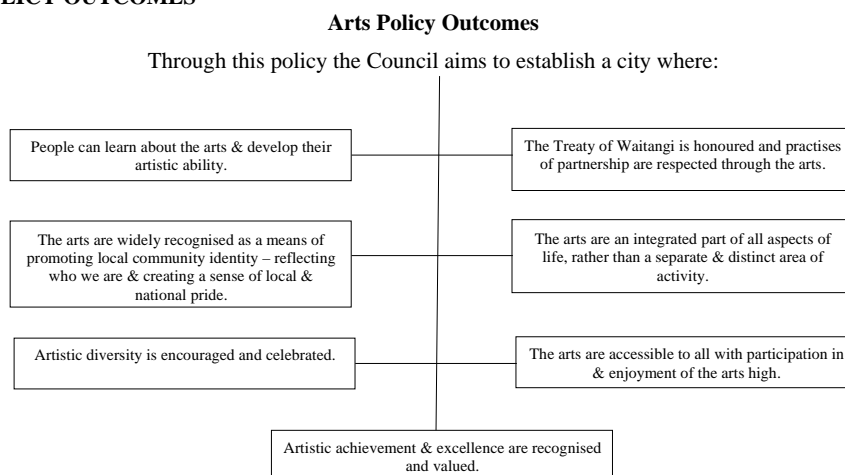 Arts Policy Outcomes
Through this policy the Council aims to establish a city where:
People can learn about the arts & develop their
artistic ability.
The Treaty of Waitangi is honoured and practises
of partnership are respected through the arts.
The arts are widely recognised as a means of
promoting local community identity – reflecting
who we are & creating a sense of local &
national pride.
The arts are an integrated part of all aspects of
life, rather than a separate & distinct area of
activity.
Artistic diversity is encouraged and celebrated.
The arts are accessible to all with participation in
& enjoyment of the arts high.
Artistic achievement & excellence are recognised
and valued.